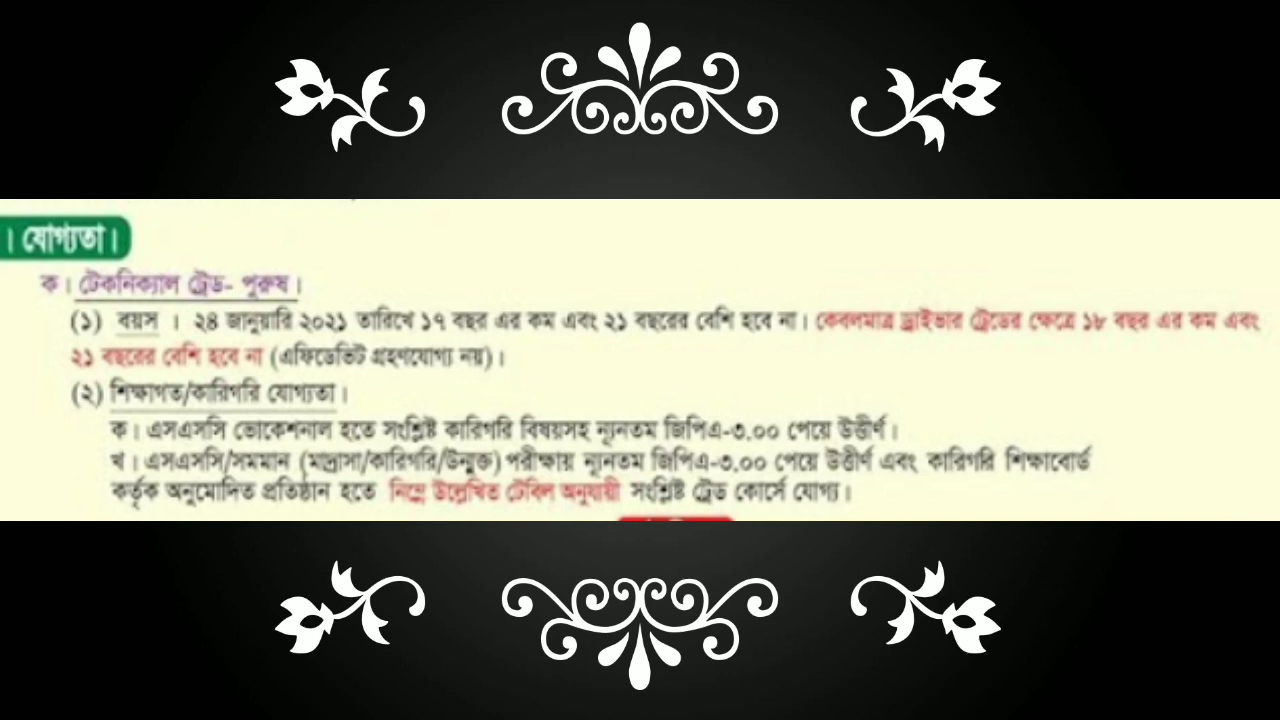 । যোগ্যতা।
ক। টেকনিক্যাল ট্রেড- পুরুষ।
(১) বয়স । ২৪ জানুয়ারি ২০২১ তারিখে ১৭ বছর এর কম এবং ২১ বছরের বেশি হবে না। কেবলমাত্র ড্রাইভার ট্রেডের ক্ষেত্রে ১৮ বছর এর কম এবং
২১ বছরের বেশি হবে না (এফিডেভিট গ্রহণযোগ্য নয়)।
(২) শিক্ষাগত/কারিগরি যোগ্যতা।
ক। এসএসসি ভোকেশনাল হতে সংশ্লিষ্ট কারিগরি বিষয়সহ ন্যূনতম জিপিএ-৩.০০ পেয়ে উত্তীর্ণ।
খ। এসএসসি/সমমান (মাদ্রাসা/কারিগরি/উন্মুক্ত) পরীক্ষায় ন্যূনতম জিপিএ-৩.০০ পেয়ে উত্তীর্ণ এবং কারিগরি শিক্ষাবোর্ড
কর্তৃক অনুমোদিত প্রতিষ্ঠান হতে নিম্নে উল্লেখিত টেবিল অনুযায়ী সংশ্লিষ্ট ট্রেড কোর্সে যোগ্য।